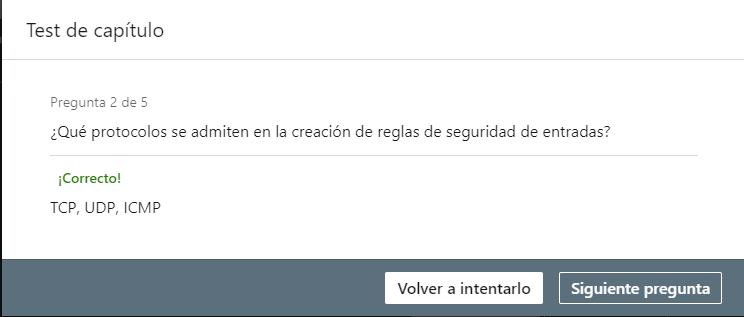 Test de capítulo
Pregunta 2 de 5
¿Qué protocolos se admiten en la creación de reglas de seguridad de entradas?
¡Correcto!
TCP, UDP, ICMP
Volver a intentarlo
Siguiente pregunta